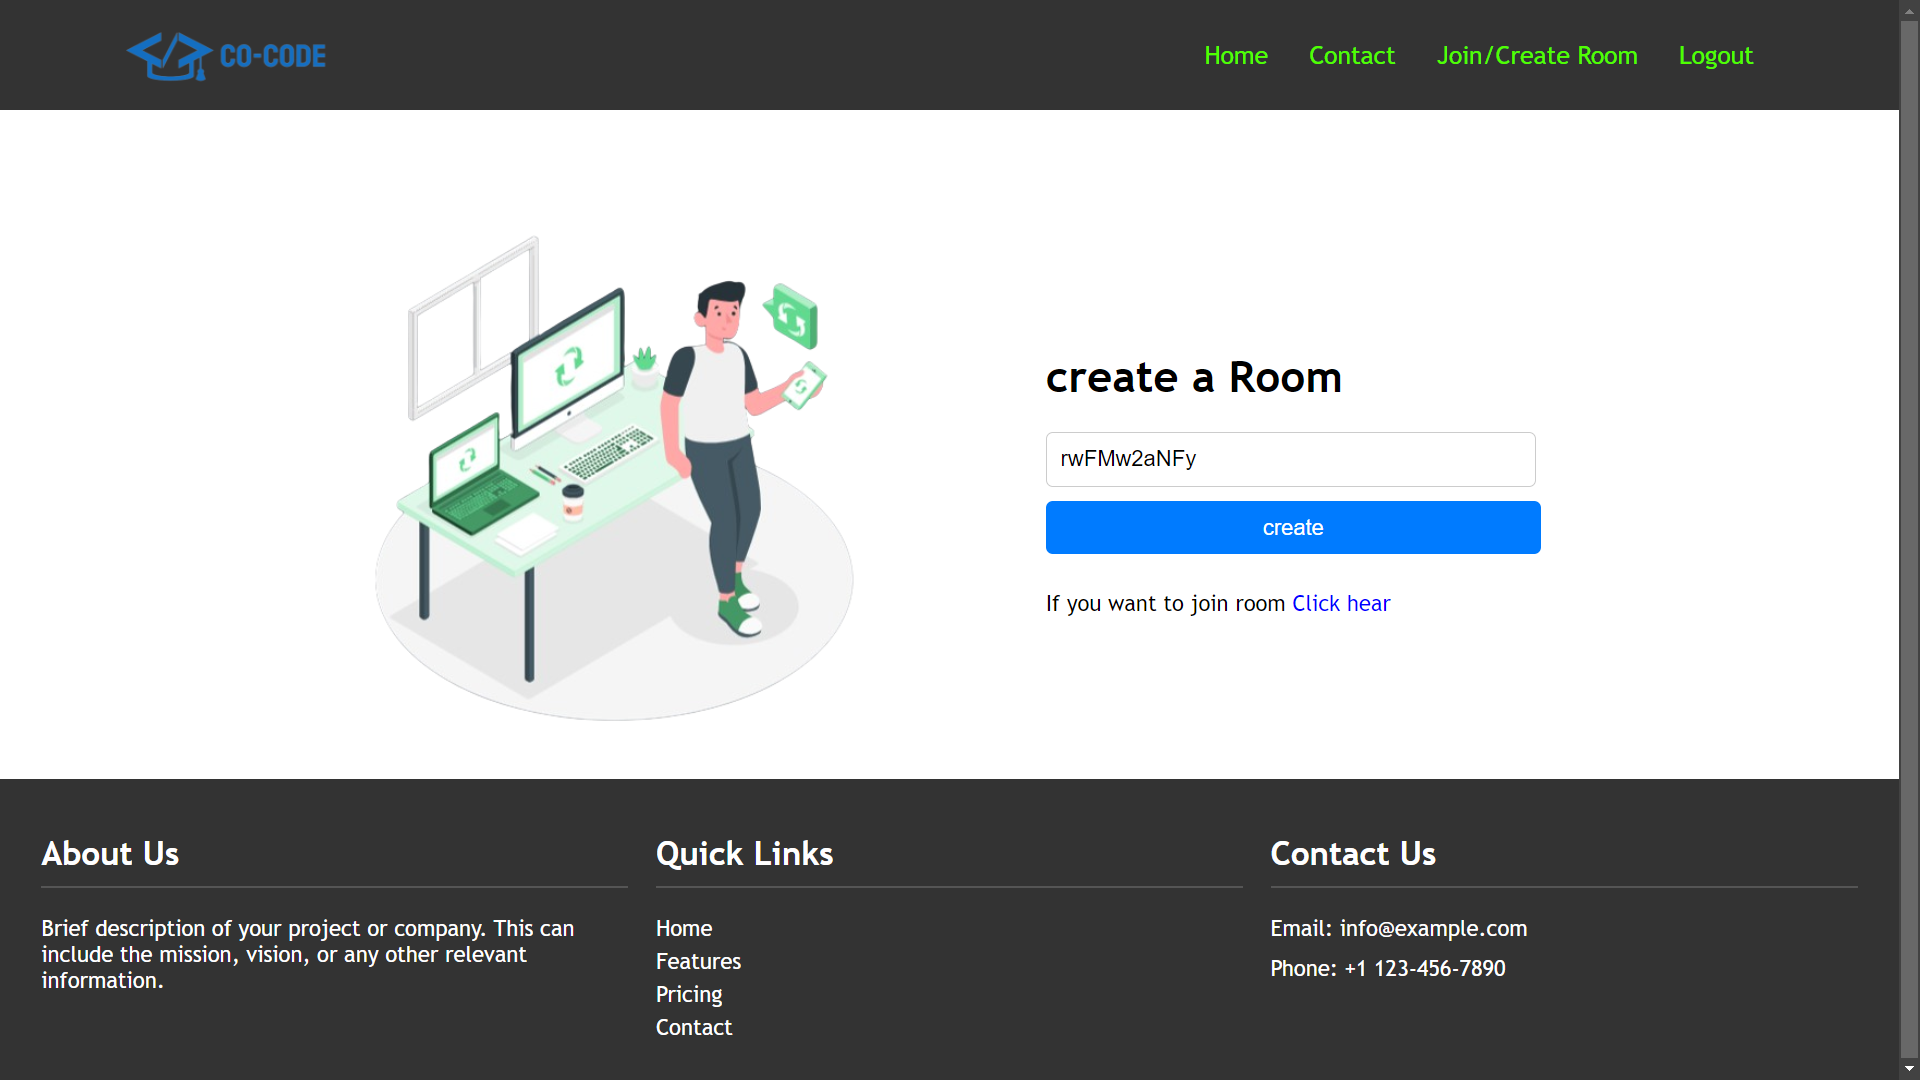 CO-CODE
Home Contact Join/Create Room Logout
create a Room
rwFMw2aNFy
create
If you want to join room Click hear
About Us
Brief description of your project or company. This can
include the mission, vision, or any other relevant
information.
Quick Links
Home
Features
Pricing
Contact
Contact Us
Email: info@example.com
Phone: +1 123-456-7890